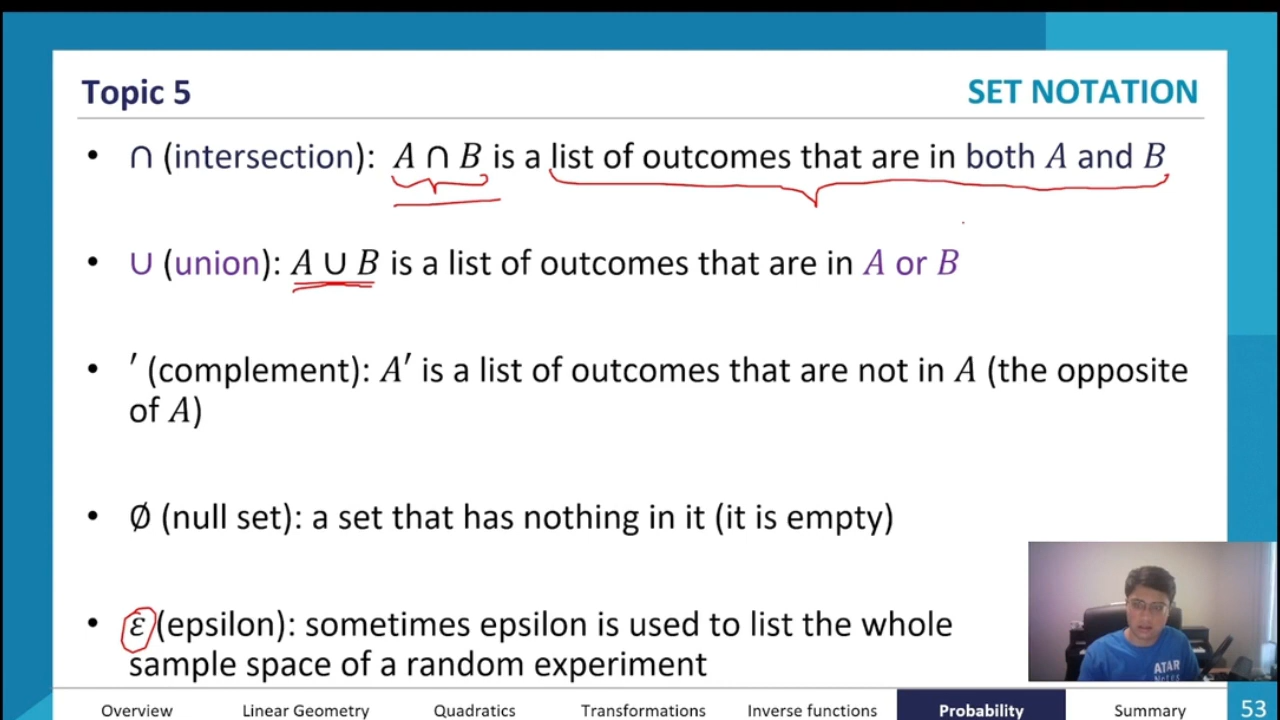 Topic 5
SET NOTATION
• ∩ (intersection): A ∩ B is a list of outcomes that are in both A and B
• ∪ (union): A ∪ B is a list of outcomes that are in A or B
• ′ (complement): A′ is a list of outcomes that are not in A (the opposite
of A)
• Ø (null set): a set that has nothing in it (it is empty)
• ε (epsilon): sometimes epsilon is used to list the whole
sample space of a random experiment
ATAR
Notes
Overview
Linear Geometry
Quadratics
Transformations
Inverse functions
Probability
Summary
53